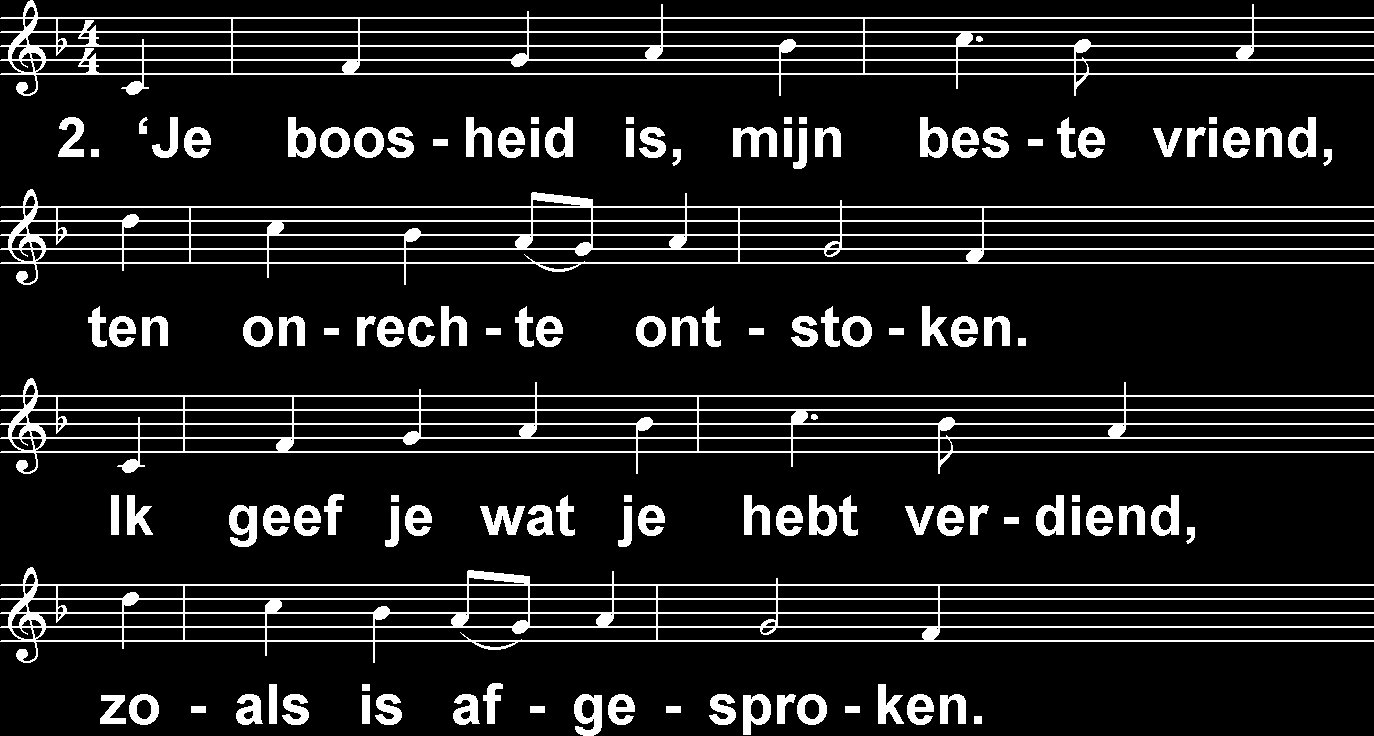 2. ‘Je boos - heid is, mijn bes - te vriend,
ten on - rech - te ont - sto - ken.
Ik geef je wat je hebt ver - diend,
zo - als is af - ge - spro - ken.